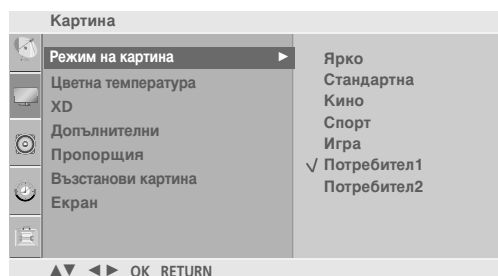 Картина
Режим на картина ►
Цветна температура
XD
Допълнителни
Пропорщия
Възстанови картина
Екран
Ярко
Стандартна
Кино
Спорт
Игра
√ Потребител1
Потребител2
▲▼ ◄► OK RETURN